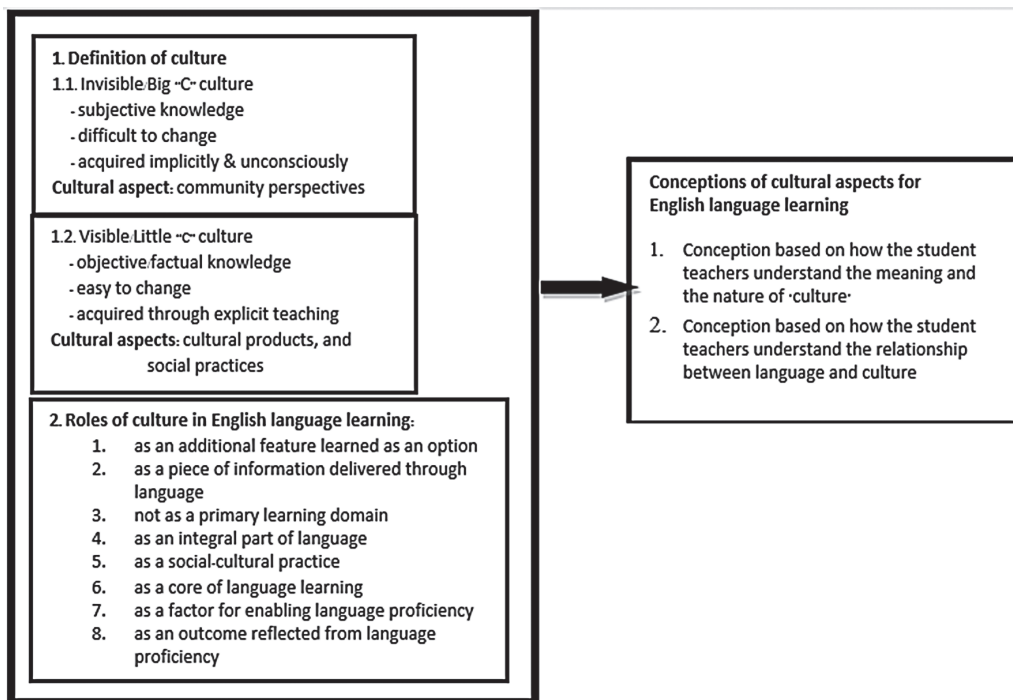 1. Definition of culture
1.1. Invisible/Big "C" culture
- subjective knowledge
- difficult to change
- acquired implicitly & unconsciously
Cultural aspect: community perspectives
1.2. Visible/Little "c" culture
- objective/factual knowledge
- easy to change
- acquired through explicit teaching
Cultural aspects: cultural products, and
social practices
2. Roles of culture in English language learning:
1. as an additional feature learned as an option
2. as a piece of information delivered through
language
3. not as a primary learning domain
4. as an integral part of language
5. as a social-cultural practice
6. as a core of language learning
7. as a factor for enabling language proficiency
8. as an outcome reflected from language
proficiency
Conceptions of cultural aspects for
English language learning
1. Conception based on how the student
teachers understand the meaning and
the nature of 'culture'
2. Conception based on how the student
teachers understand the relationship
between language and culture